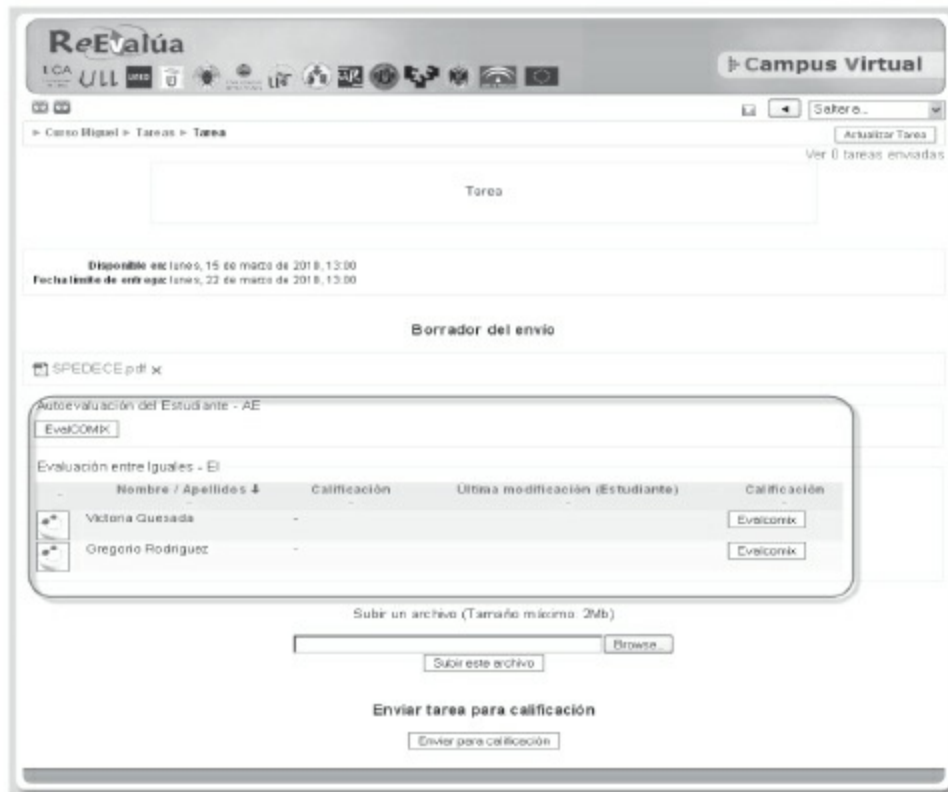 ReEvalúa
ULL
Campus Virtual
Saltar a...
Curso Miguel ► Tareas ► Tarea
Actualizar Tarea
Ver 0 tareas enviadas
Tarea
Disponible en: lunes, 15 de marzo de 2010, 13:00
Fecha límite de entrega: lunes, 22 de marzo de 2010, 13:00
Borrador del envío
SPEDECE.pdf x
Autoevaluación del Estudiante - AE
EvalCOMIX
Evaluación entre Iguales - EI
Nombre / Apellidos ↓ Calificación Última modificación (Estudiante) Calificación
Victoria Quesada - Evalcomix
Gregorio Rodriguez - Evalcomix
Subir un archivo (Tamaño máximo: 2Mb)
Browse...
Subir este archivo
Enviar tarea para calificación
Enviar para calificación